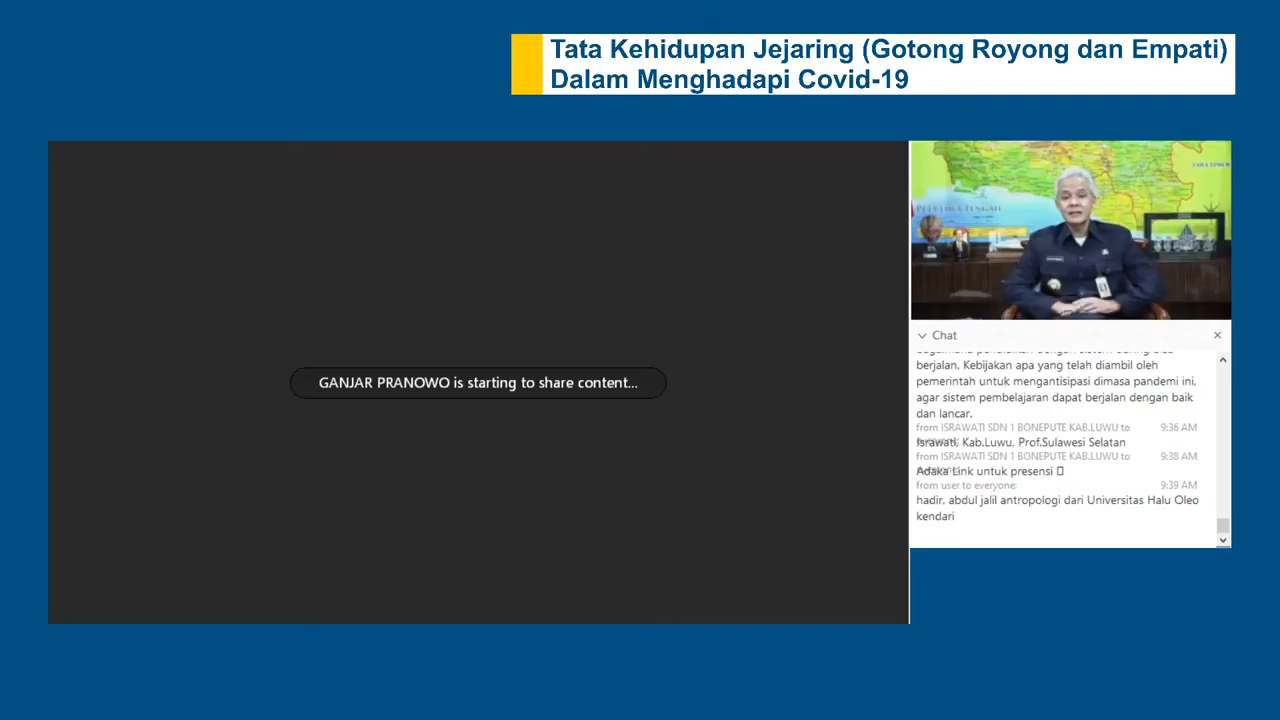 Tata Kehidupan Jejaring (Gotong Royong dan Empati)
Dalam Menghadapi Covid-19
GANJAR PRANOWO is starting to share content...
JAWA TENGAH
Chat
berjalan. Kebijakan apa yang telah diambil oleh
pemerintah untuk mengantisipasi dimasa pandemi ini,
agar sistem pembelajaran dapat berjalan dengan baik
dan lancar.
from ISRAWATI SDN 1 BONEPUTE KAB.LUWU to
9:36 AM
Israwati, Kab.Luwu, Prof.Sulawesi Selatan
from ISRAWATI SDN 1 BONEPUTE KAB.LUWU to
9:38 AM
Adaka Link untuk presensi
from user to everyone:
9:39 AM
hadir, abdul jalil antropologi dari Universitas Halu Oleo
kendari